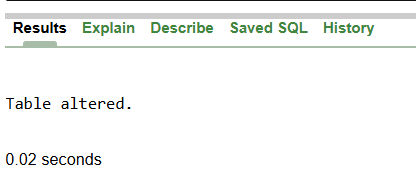 Results Explain Describe Saved SQL History
Table altered.
0.02 seconds